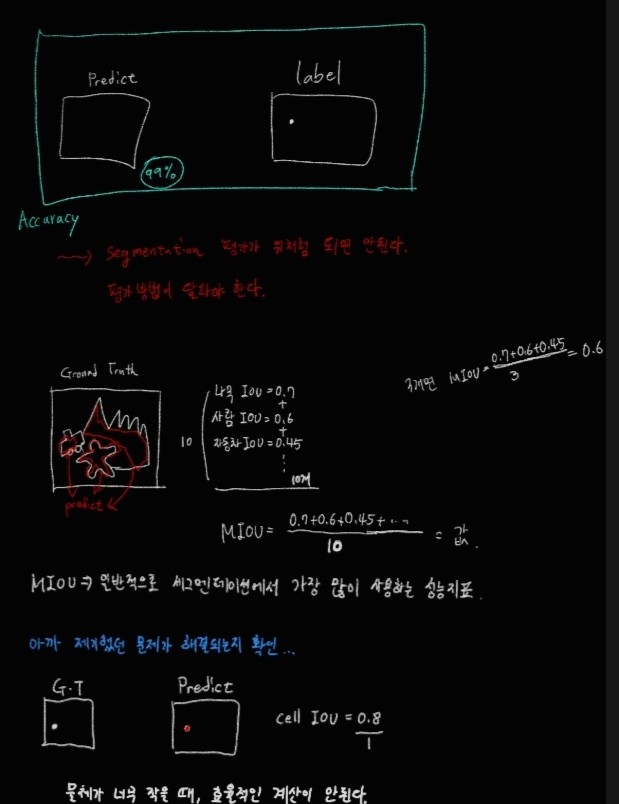 Predict
label
99%
Accuracy
~~> Segmentation 평가가 위처럼 되면 안된다.
평가방법이 달라야 한다.
Ground Truth
predict
10
나무 IoU = 0.7
+
사람 IoU = 0.6
+
자동차 IoU = 0.45
⋮
10개
3개면 MIoU = (0.7+0.6+0.45)/3 = 0.6
MIOU = (0.7+0.6+0.45+...)/10 = 값.
MIOU => 일반적으로 세그멘테이션에서 가장 많이 사용하는 성능지표.
아까 제기했던 문제가 해결되는지 확인...
G.T
Predict
cell IoU = 0.8/1
물체가 너무 작을 때, 효율적인 계산이 안된다.